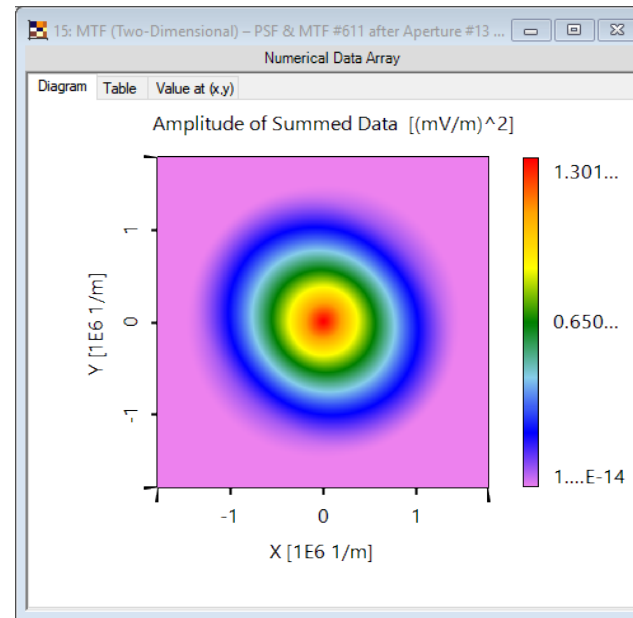 15: MTF (Two-Dimensional) – PSF & MTF #611 after Aperture #13 ...
Numerical Data Array
Diagram Table Value at (x,y)
Amplitude of Summed Data [(mV/m)^2]
1.301...
0.650...
1....E-14
Y [1E6 1/m]
1
0
-1
-1 0 1
X [1E6 1/m]